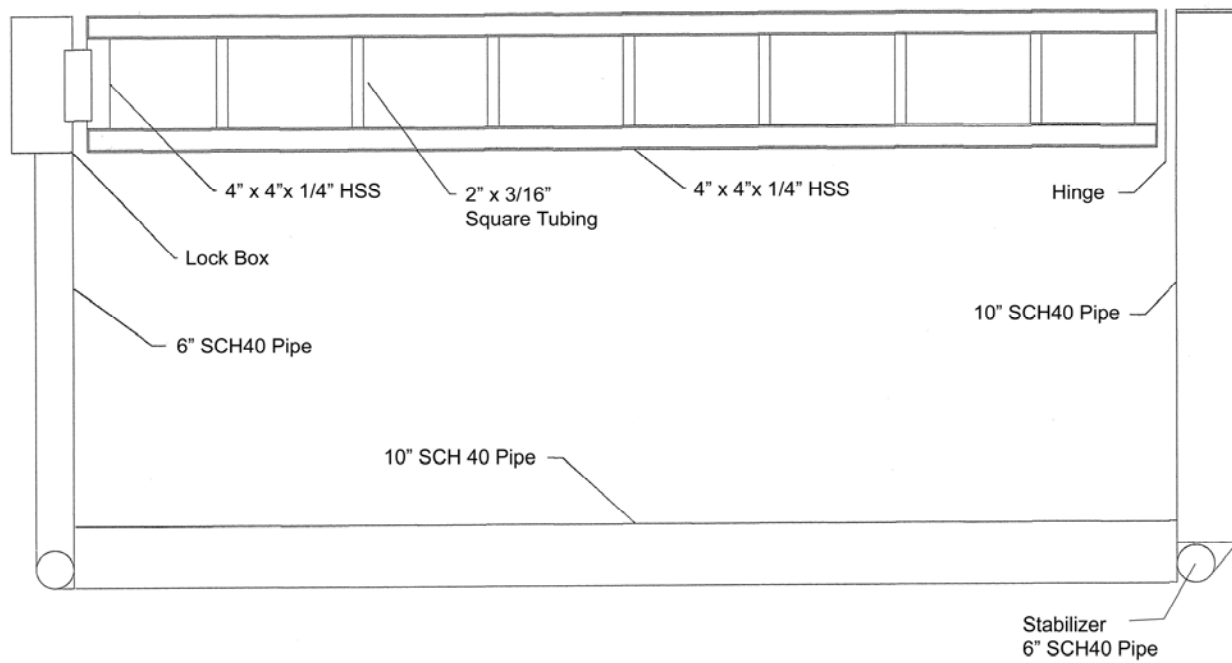 4” x 4”x 1/4” HSS
2” x 3/16”
Square Tubing
4” x 4”x 1/4” HSS
Hinge
Lock Box
10” SCH40 Pipe
6” SCH40 Pipe
10” SCH 40 Pipe
Stabilizer
6” SCH40 Pipe